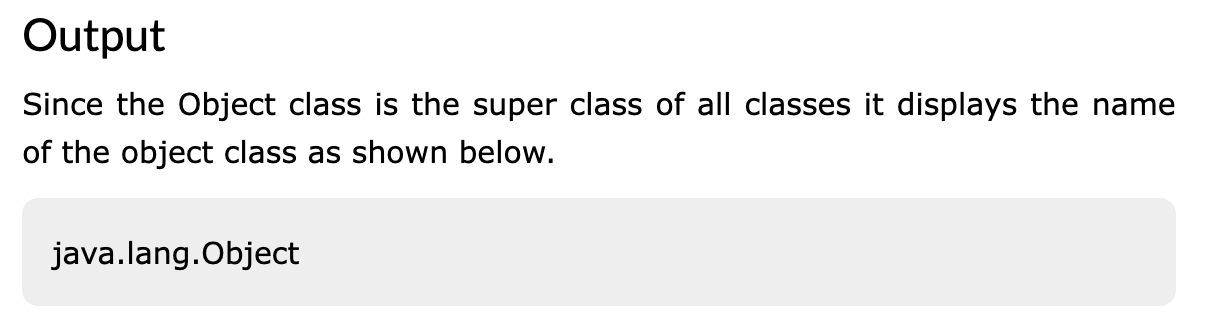 Output
Since the Object class is the super class of all classes it displays the name
of the object class as shown below.
java.lang.Object